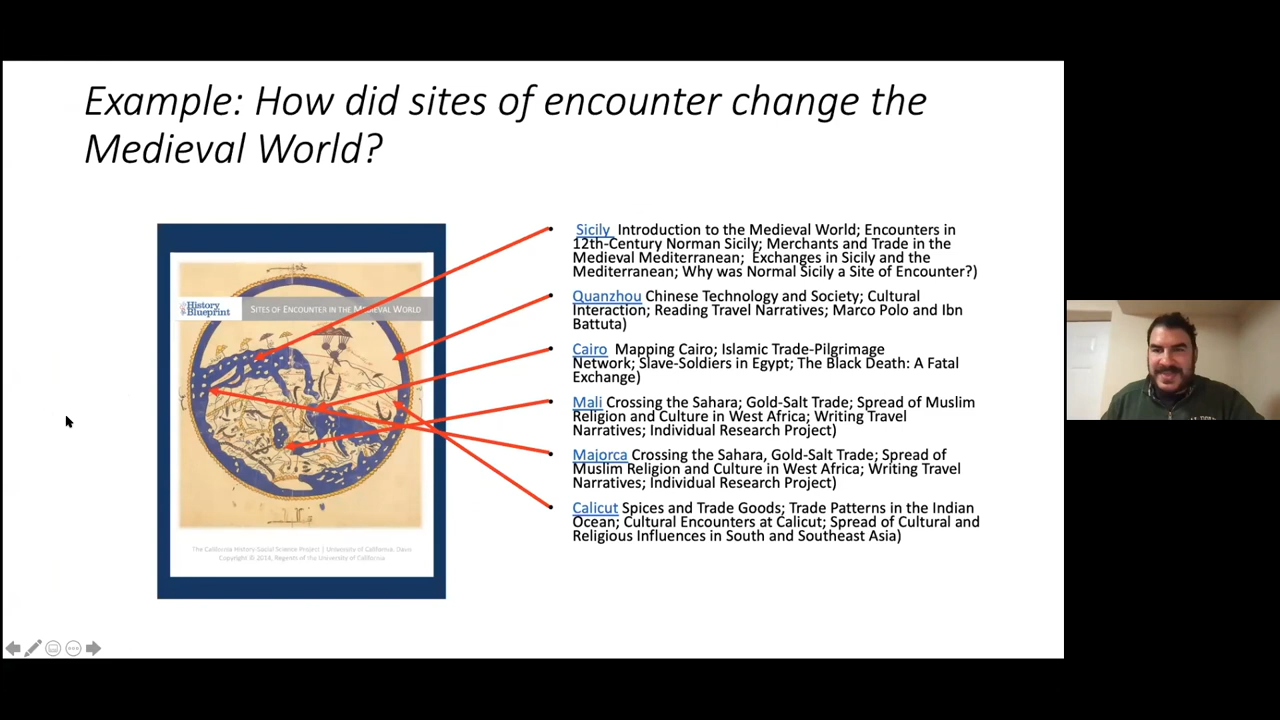 Example: How did sites of encounter change the
Medieval World?
History
Blueprint
SITES OF ENCOUNTER IN THE MEDIEVAL WORLD
The California History-Social Science Project | University of California, Davis
Copyright © 2014, Regents of the University of California
• Sicily Introduction to the Medieval World; Encounters in
12th-Century Norman Sicily; Merchants and Trade in the
Medieval Mediterranean; Exchanges in Sicily and the
Mediterranean; Why was Normal Sicily a Site of Encounter?)
• Quanzhou Chinese Technology and Society; Cultural
Interaction; Reading Travel Narratives; Marco Polo and Ibn
Battuta)
• Cairo Mapping Cairo; Islamic Trade-Pilgrimage
Network; Slave-Soldiers in Egypt; The Black Death: A Fatal
Exchange)
• Mali Crossing the Sahara; Gold-Salt Trade; Spread of Muslim
Religion and Culture in West Africa; Writing Travel
Narratives; Individual Research Project)
• Majorca Crossing the Sahara, Gold-Salt Trade; Spread of
Muslim Religion and Culture in West Africa; Writing Travel
Narratives; Individual Research Project)
• Calicut Spices and Trade Goods; Trade Patterns in the Indian
Ocean; Cultural Encounters at Calicut; Spread of Cultural and
Religious Influences in South and Southeast Asia)